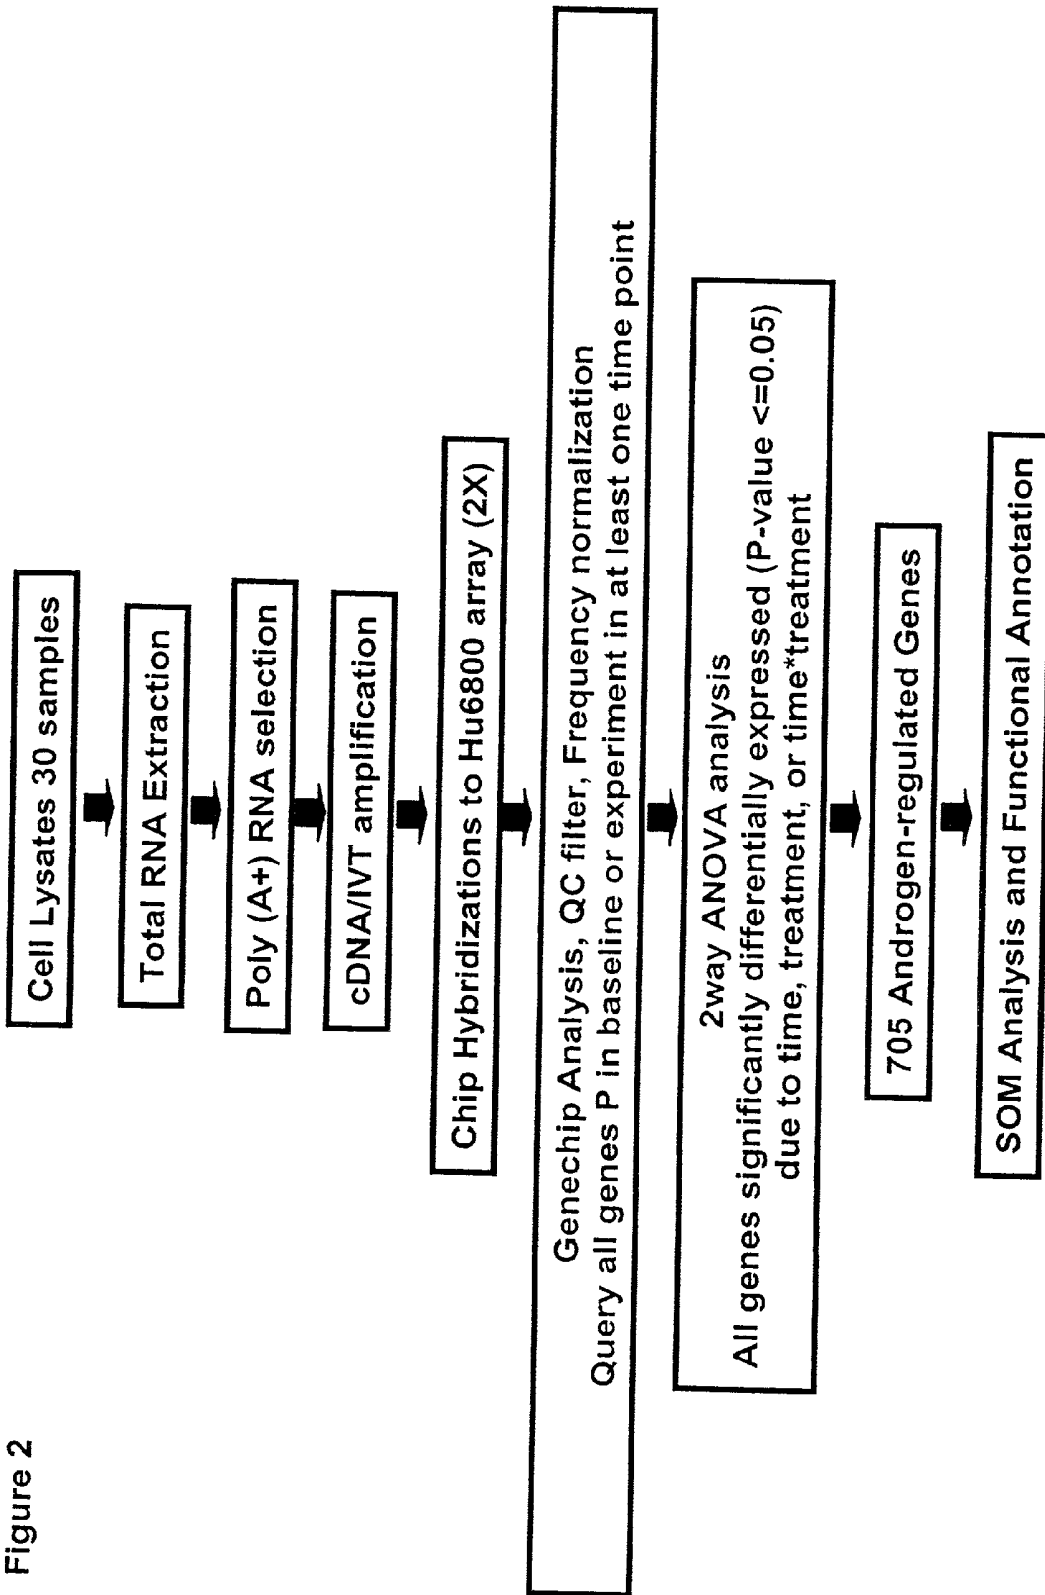 Figure 2
Cell Lysates 30 samples
Total RNA Extraction
Poly (A+) RNA selection
cDNA/IVT amplification
Chip Hybridizations to Hu6800 array (2X)
Genechip Analysis, QC filter, Frequency normalization
Query all genes P in baseline or experiment in at least one time point
2way ANOVA analysis
All genes significantly differentially expressed (P-value <=0.05)
due to time, treatment, or time*treatment
705 Androgen-regulated Genes
SOM Analysis and Functional Annotation